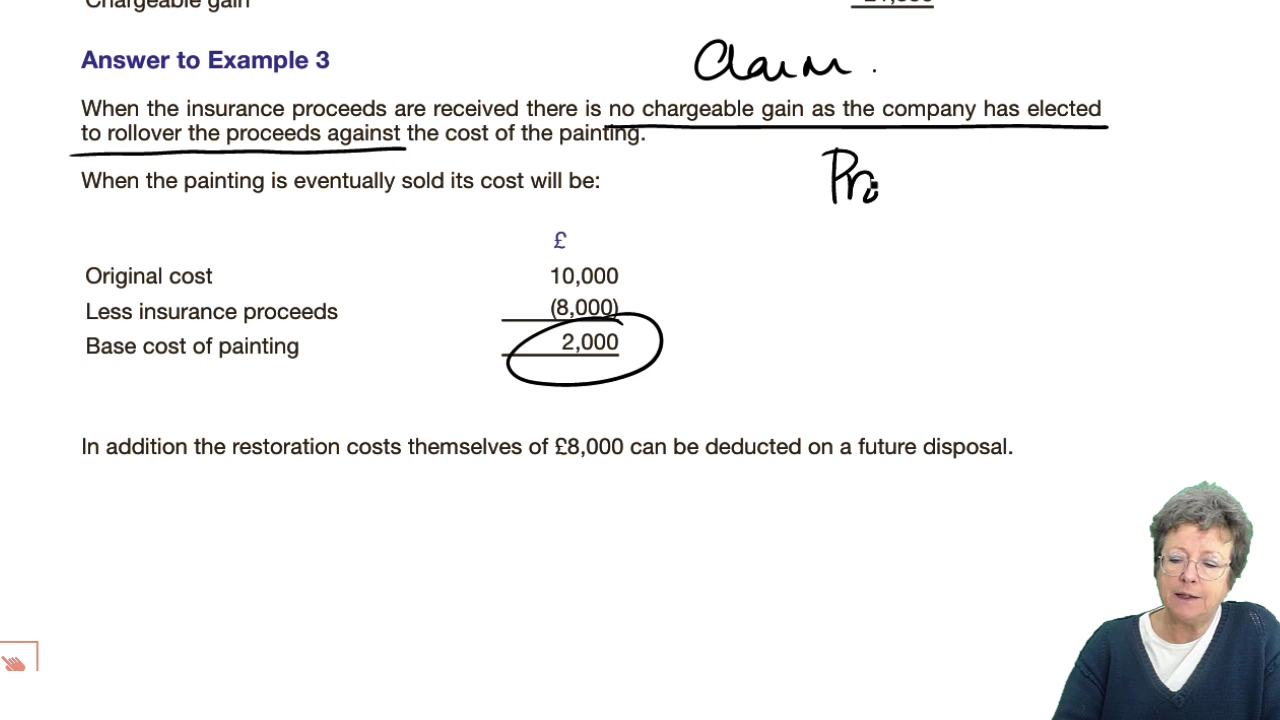 Answer to Example 3
Claim.
When the insurance proceeds are received there is no chargeable gain as the company has elected
to rollover the proceeds against the cost of the painting.
When the painting is eventually sold its cost will be:
Pro
£
Original cost 10,000
Less insurance proceeds (8,000)
Base cost of painting 2,000
In addition the restoration costs themselves of £8,000 can be deducted on a future disposal.